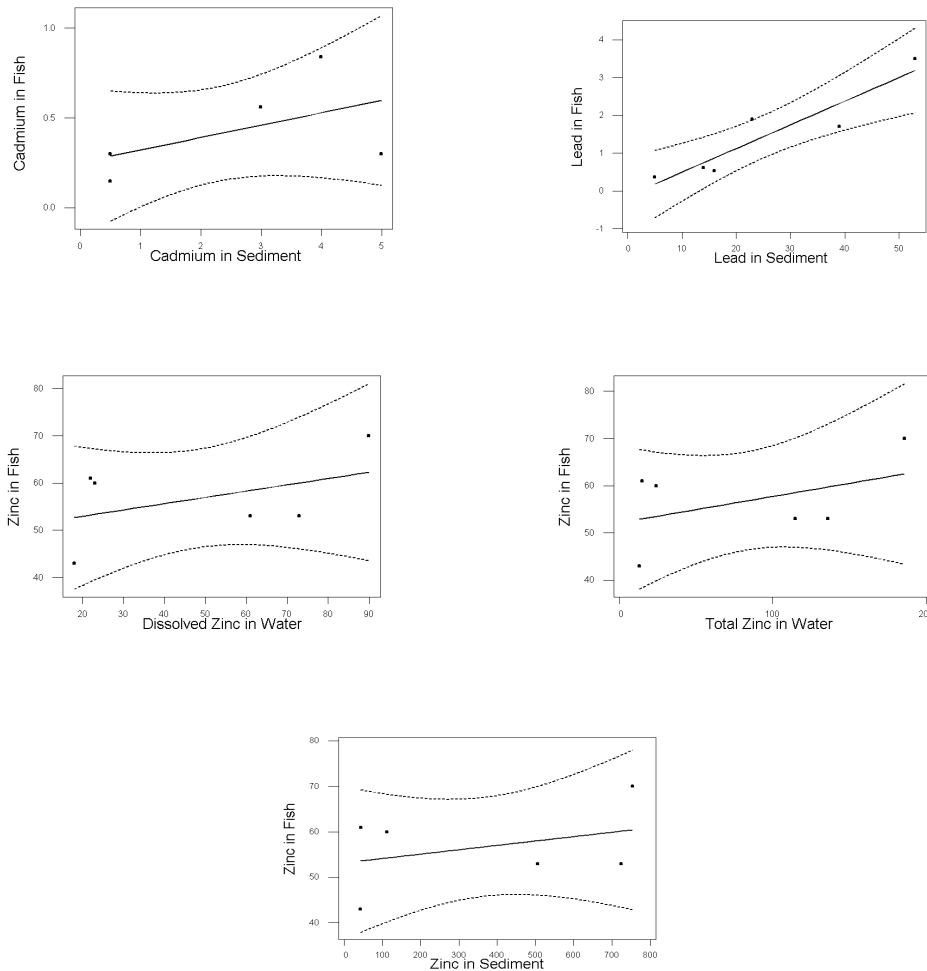 1.0
0.5
0.0
Cadmium in Fish
0 1 2 3 4 5
Cadmium in Sediment
4
3
2
1
0
-1
Lead in Fish
0 10 20 30 40 50
Lead in Sediment
80
70
60
50
40
Zinc in Fish
20 30 40 50 60 70 80 90
Dissolved Zinc in Water
80
70
60
50
40
Zinc in Fish
0 100 200
Total Zinc in Water
80
70
60
50
40
Zinc in Fish
0 100 200 300 400 500 600 700 800
Zinc in Sediment